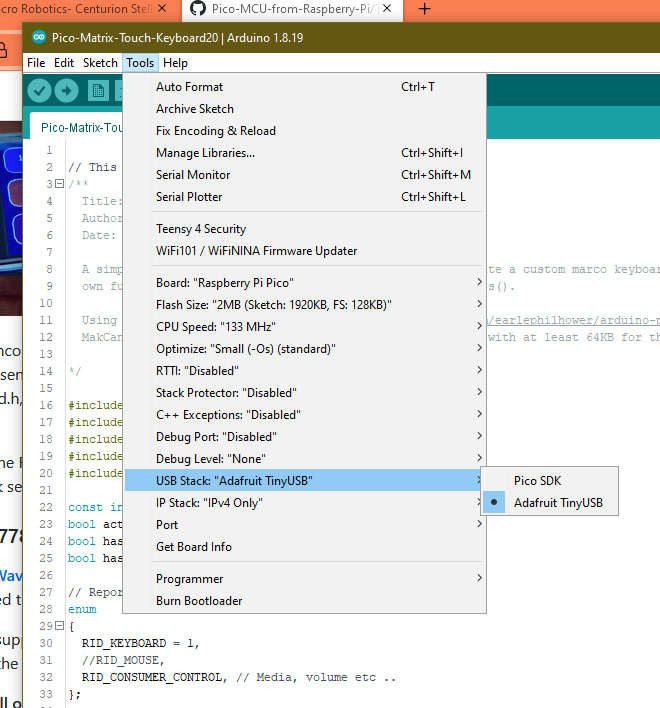 cro Robotics- Centurion Stell
Pico-MCU-from-Raspberry-Pi/
Pico-Matrix-Touch-Keyboard20 | Arduino 1.8.19
File Edit Sketch Tools Help
Auto Format Ctrl+T
Archive Sketch
Fix Encoding & Reload
Manage Libraries... Ctrl+Shift+I
Serial Monitor Ctrl+Shift+M
Serial Plotter Ctrl+Shift+L
Teensy 4 Security
WiFi101 / WiFiNINA Firmware Updater
Board: "Raspberry Pi Pico"
Flash Size: "2MB (Sketch: 1920KB, FS: 128KB)"
CPU Speed: "133 MHz"
Optimize: "Small (-Os) (standard)"
RTTI: "Disabled"
Stack Protector: "Disabled"
C++ Exceptions: "Disabled"
Debug Port: "Disabled"
Debug Level: "None"
USB Stack: "Adafruit TinyUSB"
IP Stack: "IPv4 Only"
Port
Get Board Info
Programmer
Burn Bootloader
Pico SDK
Adafruit TinyUSB
Pico-Matrix-Tou
1
2 // This
3 /**
4 Title:
5 Author
6 Date:
7
8 A simp te a custom marco keyboar
9 own fu s().
10
11 Using /earlephilhower/arduino-p
12 MakCan with at least 64KB for th
13
14 */
15
16 #include
17 #include
18 #include
19 #include
20 #include
21
22 const in
23 bool act
24 bool has
25 bool has
26
27 // Repor
28 enum
29 {
30 RID_KEYBOARD = 1,
31 //RID_MOUSE,
32 RID_CONSUMER_CONTROL, // Media, volume etc ..
33 };
nco
sen
d.h,
he F
k se
778
Wav
ed t
supp
the
ll o